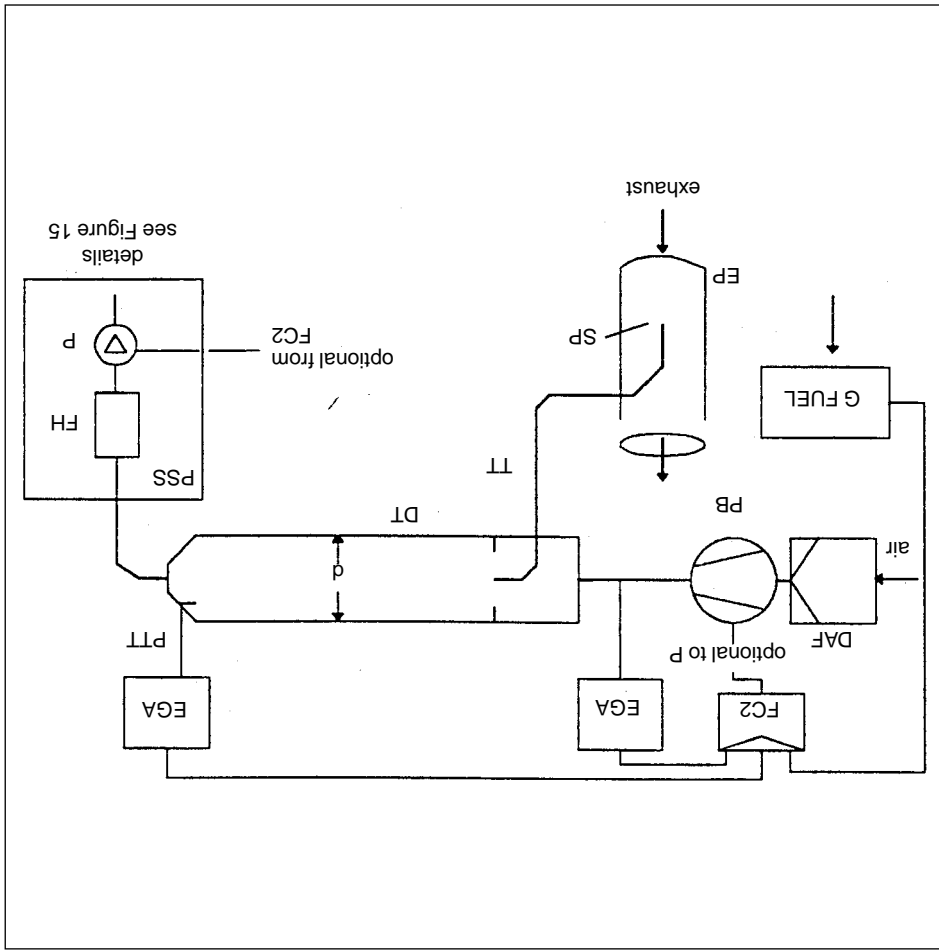 FC2
EGA
EGA
optional to P
DAF
PTT
d
air
DT
PB
PSS
TT
FH
G FUEL
optional from
FC2
P
SP
EP
details
see Figure 15
exhaust